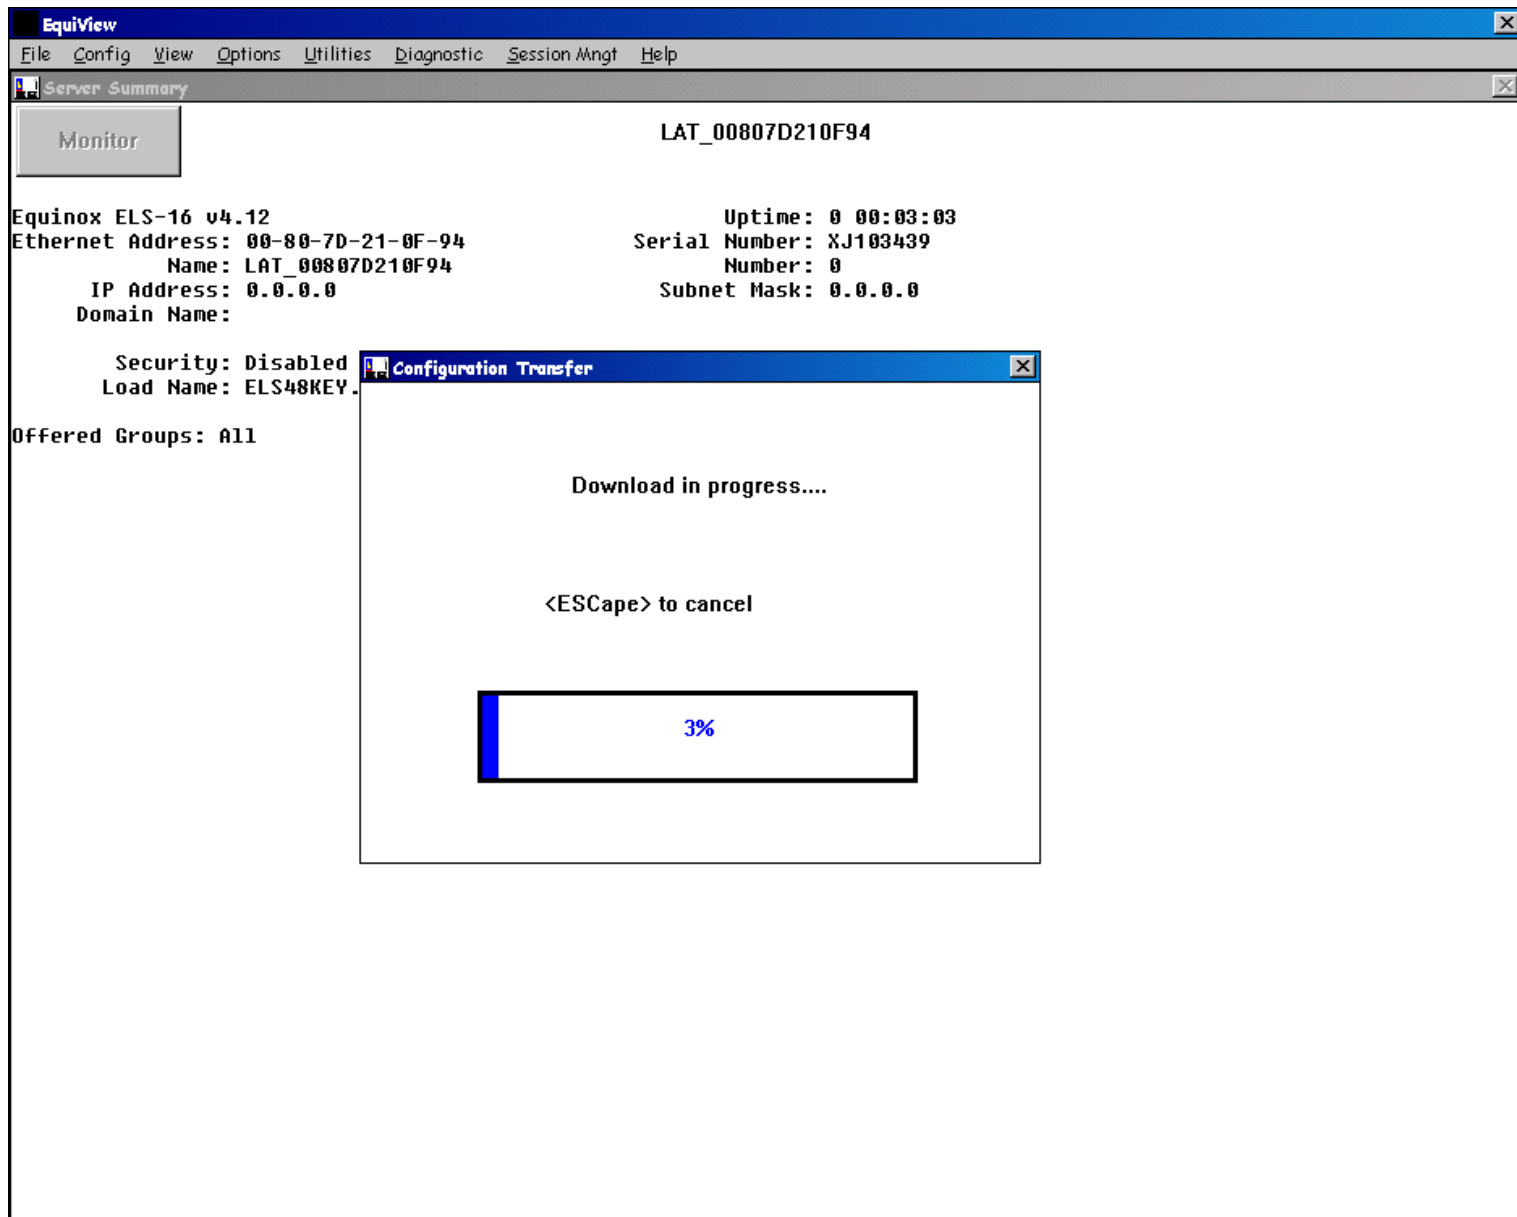 EquiView
File Config View Options Utilities Diagnostic Session Mngt Help
Server Summary
Monitor
LAT_00807D210F94
Equinox ELS-16 v4.12
Uptime: 0 00:03:03
Ethernet Address: 00-80-7D-21-0F-94
Serial Number: XJ103439
Name: LAT_00807D210F94
Number: 0
IP Address: 0.0.0.0
Subnet Mask: 0.0.0.0
Domain Name:
Security: Disabled
Load Name: ELS48KEY.
Offered Groups: All
Configuration Transfer
Download in progress....
<ESCape> to cancel
3%